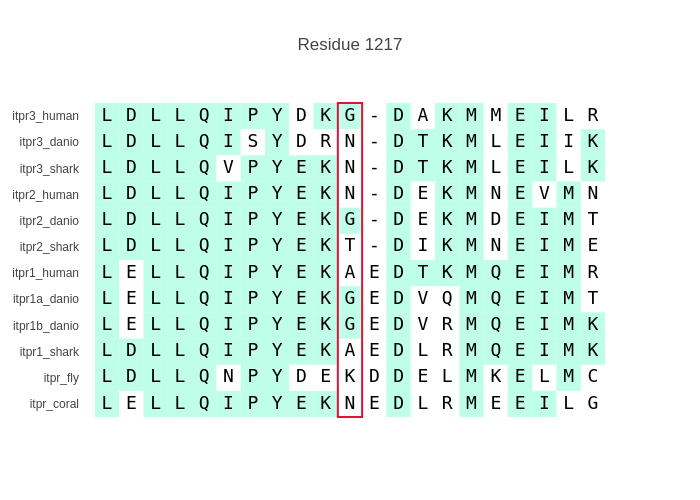 Residue 1217
itpr3_human L D L L Q I P Y D K G - D A K M M E I L R
itpr3_danio L D L L Q I S Y D R N - D T K M L E I I K
itpr3_shark L D L L Q V P Y E K N - D T K M L E I L K
itpr2_human L D L L Q I P Y E K N - D E K M N E V M N
itpr2_danio L D L L Q I P Y E K G - D E K M D E I M T
itpr2_shark L D L L Q I P Y E K T - D I K M N E I M E
itpr1_human L E L L Q I P Y E K A E D T K M Q E I M R
itpr1a_danio L E L L Q I P Y E K G E D V Q M Q E I M T
itpr1b_danio L E L L Q I P Y E K G E D V R M Q E I M K
itpr1_shark L D L L Q I P Y E K A E D L R M Q E I M K
itpr_fly L D L L Q N P Y D E K D D E L M K E L M C
itpr_coral L E L L Q I P Y E K N E D L R M E E I L G